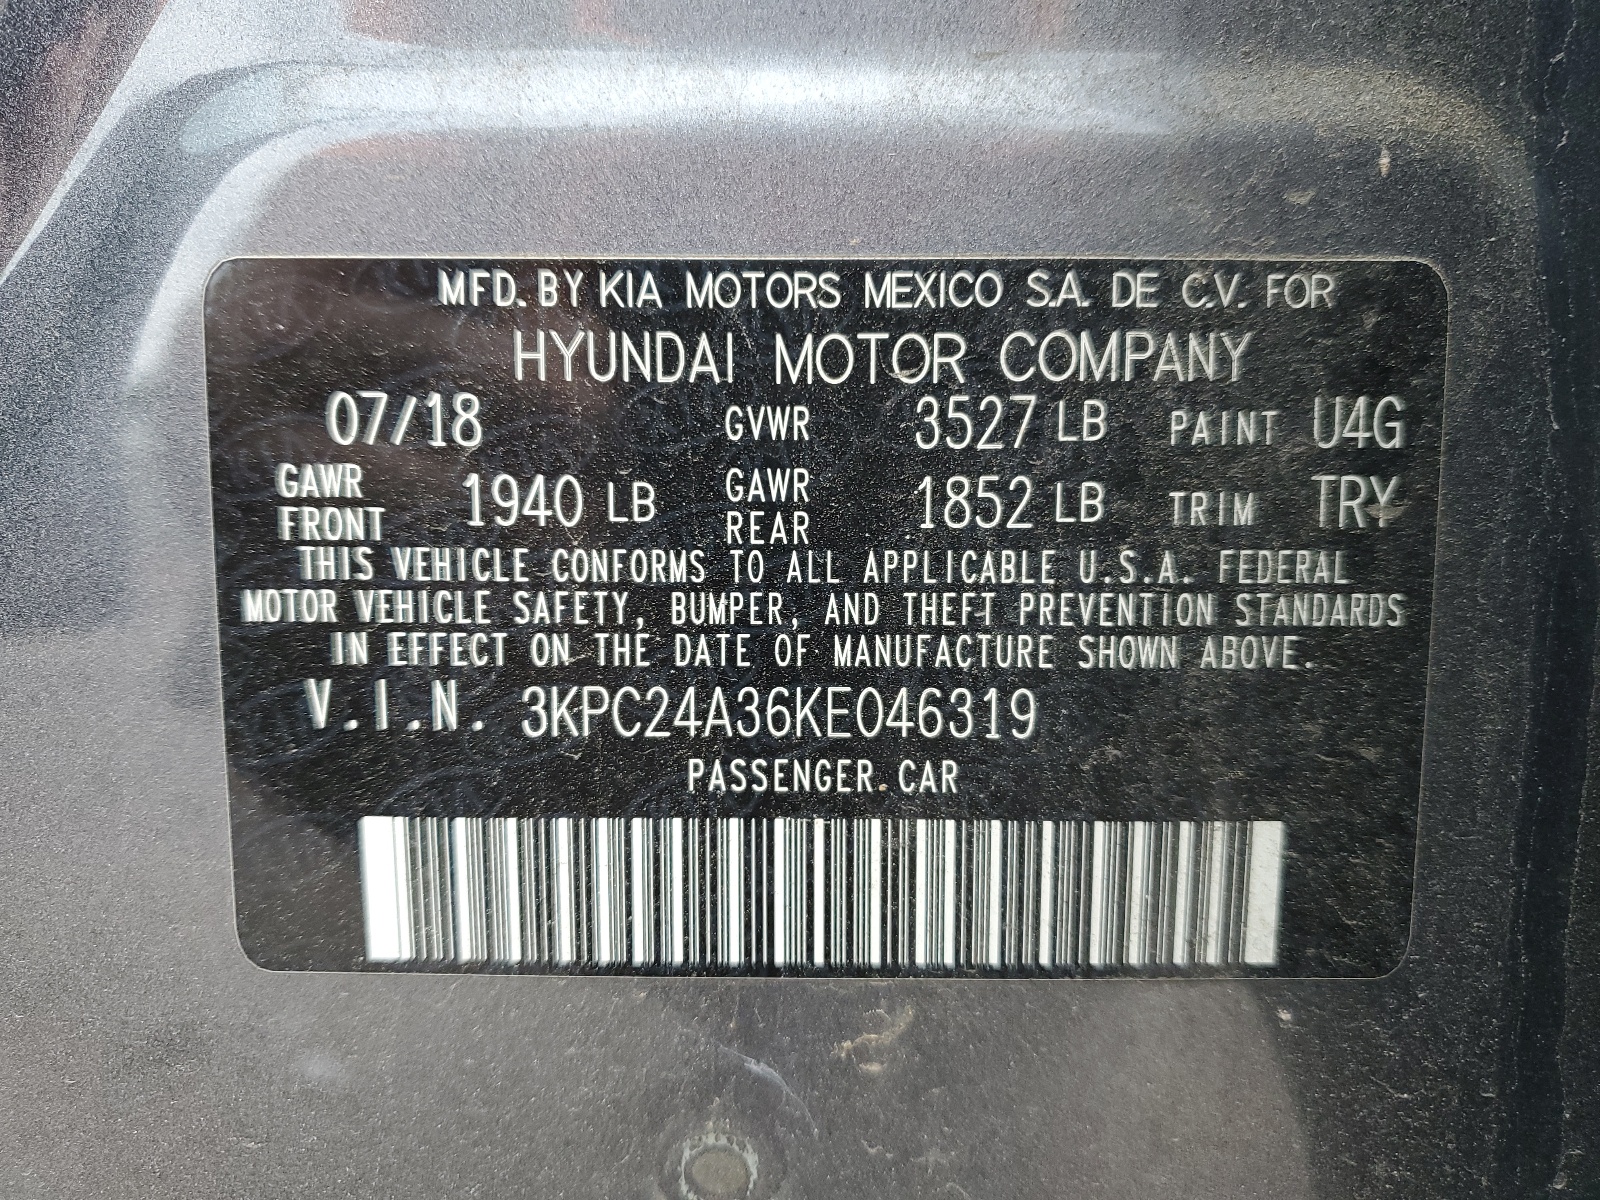 MFD. BY KIA MOTORS MEXICO S.A. DE C.V. FOR
HYUNDAI MOTOR COMPANY
07/18 GVWR 3527 LB PAINT U4G
GAWR FRONT 1940 LB GAWR REAR 1852 LB TRIM TRY
THIS VEHICLE CONFORMS TO ALL APPLICABLE U.S.A. FEDERAL
MOTOR VEHICLE SAFETY, BUMPER, AND THEFT PREVENTION STANDARDS
IN EFFECT ON THE DATE OF MANUFACTURE SHOWN ABOVE.
V.I.N. 3KPC24A36KE046319
PASSENGER CAR